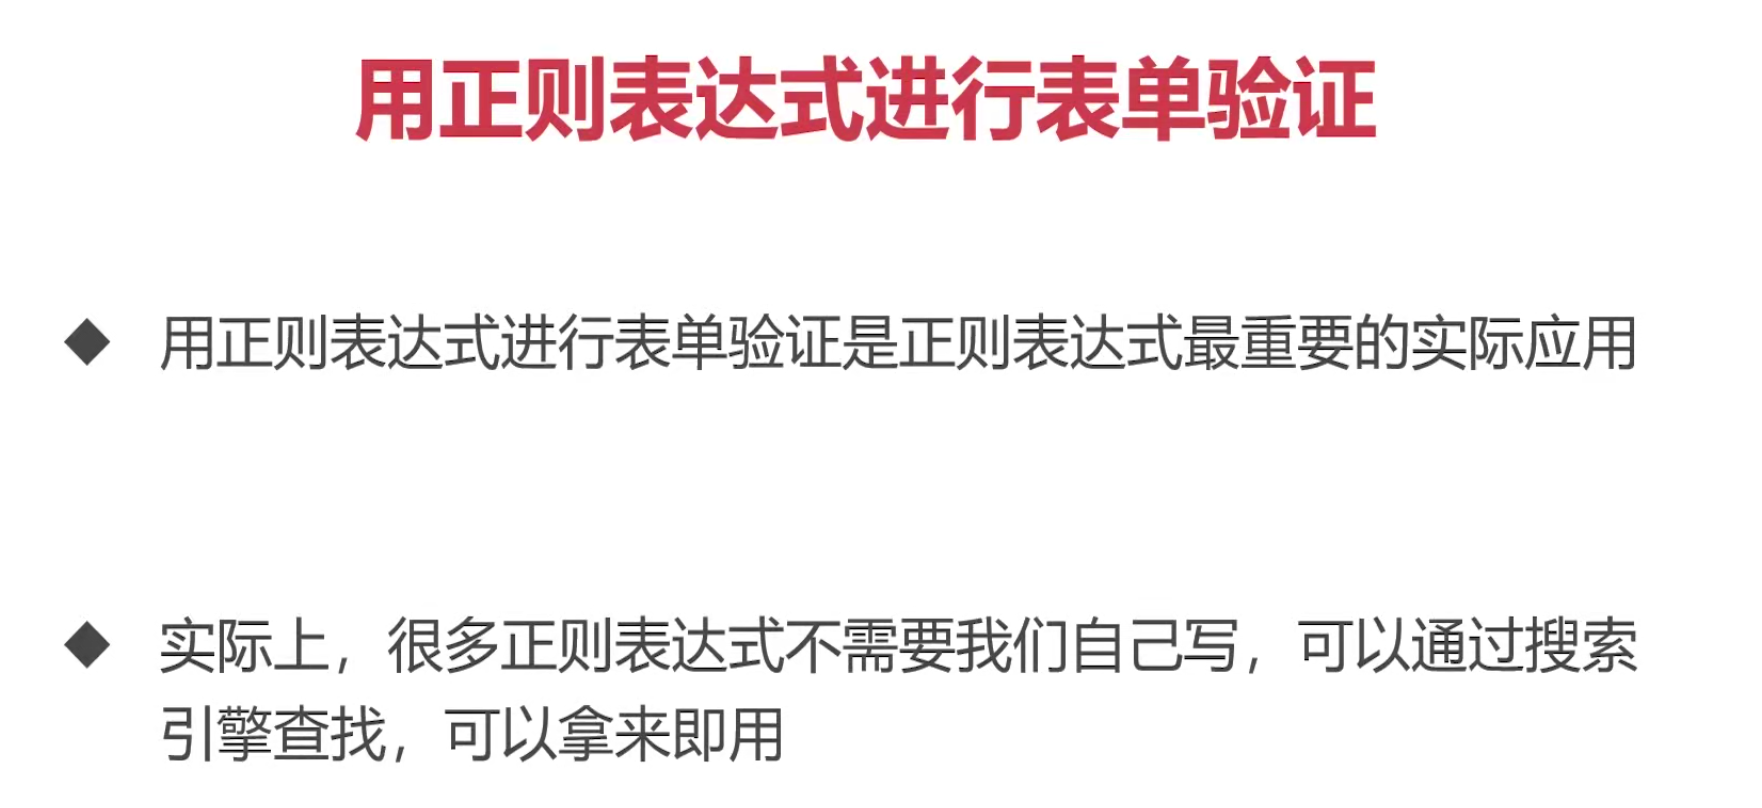 用正则表达式进行表单验证
◆ 用正则表达式进行表单验证是正则表达式最重要的实际应用
◆ 实际上，很多正则表达式不需要我们自己写，可以通过搜索
引擎查找，可以拿来即用